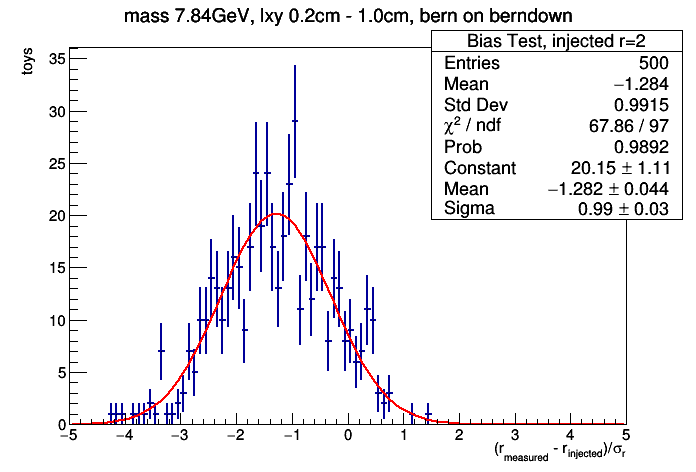 mass 7.84GeV, lxy 0.2cm - 1.0cm, bern on berndown
Bias Test, injected r=2
Entries 500
Mean −1.284
Std Dev 0.9915
χ² / ndf 67.86 / 97
Prob 0.9892
Constant 20.15 ± 1.11
Mean −1.282 ± 0.044
Sigma 0.99 ± 0.03
toys
35
30
25
20
15
10
5
0
−5 −4 −3 −2 −1 0 1 2 3 4 5
(r_measured - r_injected)/σ_r